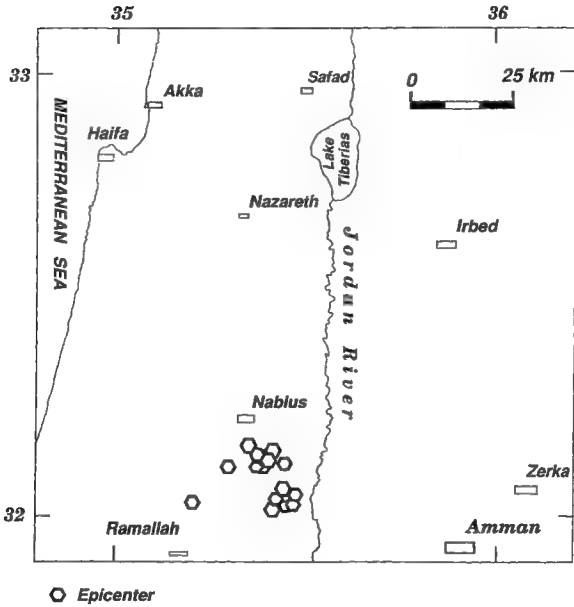 35 36
33
Safad
0 25 km
Akka
MEDITERRANEAN SEA
Haifa
Lake
Tiberias
Nazareth
Irbed
Jordun River
Nablus
Zerka
32
Ramallah
Amman
Epicenter